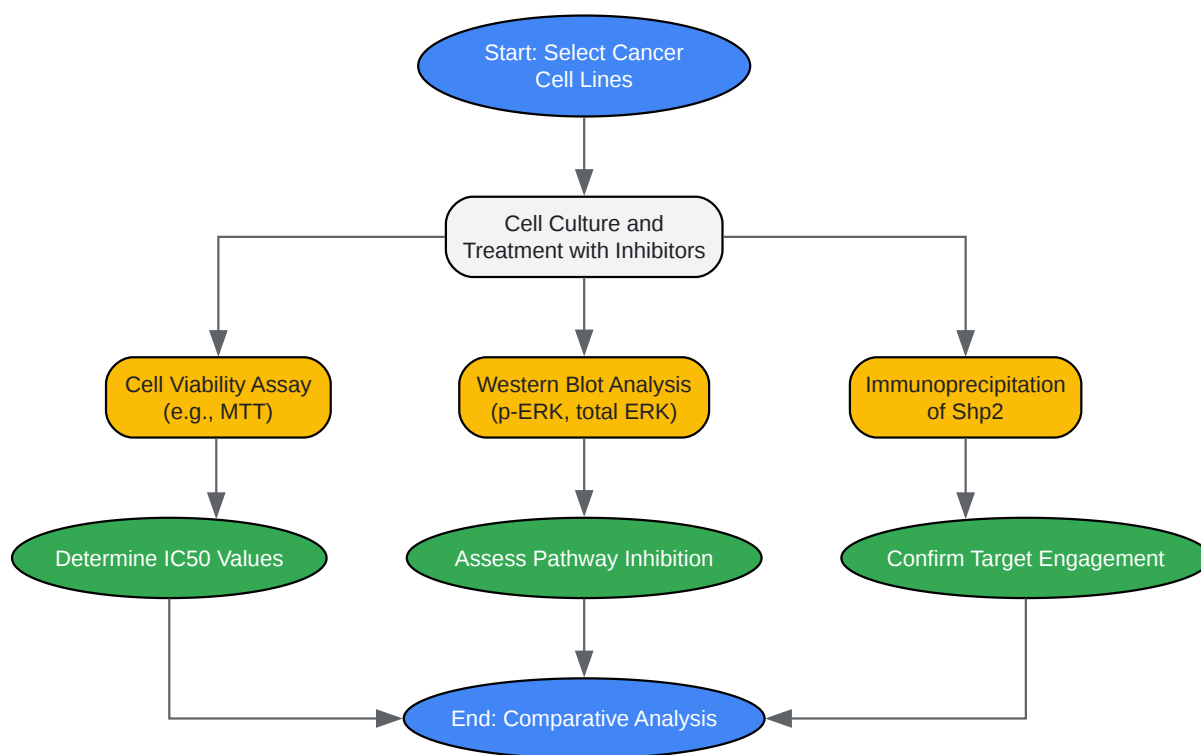 Start: Select Cancer
Cell Lines
Cell Culture and
Treatment with Inhibitors
Cell Viability Assay
(e.g., MTT)
Western Blot Analysis
(p-ERK, total ERK)
Immunoprecipitation
of Shp2
Determine IC50 Values
Assess Pathway Inhibition
Confirm Target Engagement
End: Comparative Analysis